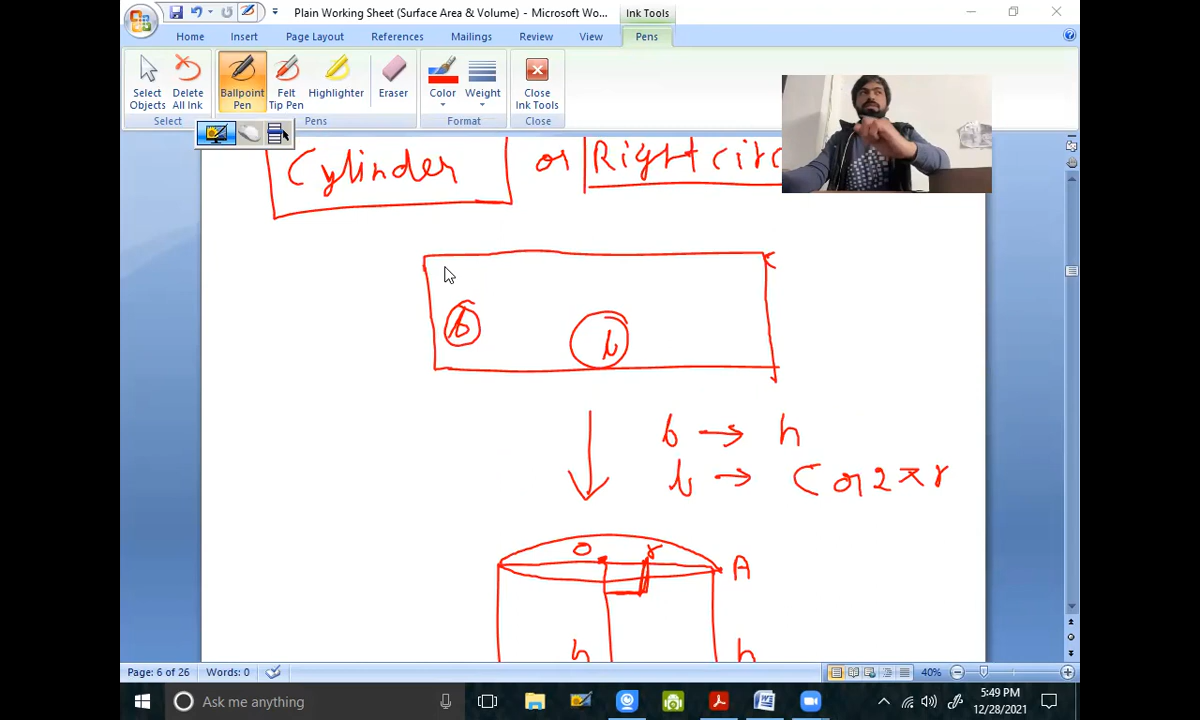 Plain Working Sheet (Surface Area & Volume) - Microsoft Wo...
Ink Tools
Home Insert Page Layout References Mailings Review View Pens
Select Objects
Delete All Ink
Ballpoint Pen
Felt Tip Pen
Highlighter
Eraser
Color
Weight
Close Ink Tools
Select Pens Format Close
Cylinder or Right circ
b
l
b → h
l → C or 2πr
O r A
h h
Page: 6 of 26 Words: 0 40%
Ask me anything
5:49 PM
12/28/2021